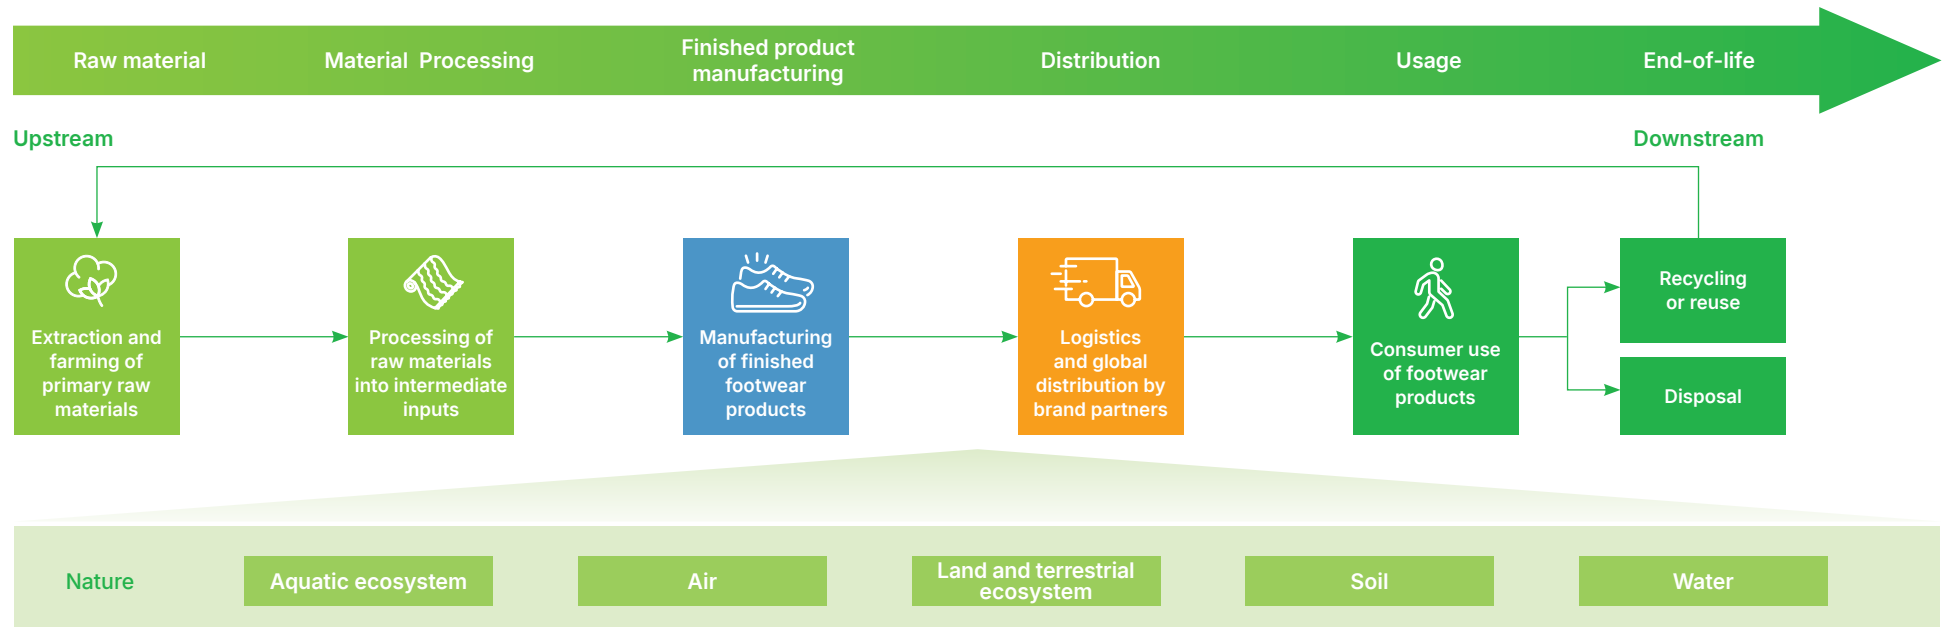 Raw material
Material Processing
Finished product
manufacturing
Distribution
Usage
End-of-life
Upstream
Downstream
Extraction and
farming of
primary raw
materials
Processing of
raw materials
into intermediate
inputs
Manufacturing
of finished
footwear
products
Logistics
and global
distribution by
brand partners
Consumer use
of footwear
products
Recycling
or reuse
Disposal
Nature
Aquatic ecosystem
Air
Land and terrestrial
ecosystem
Soil
Water